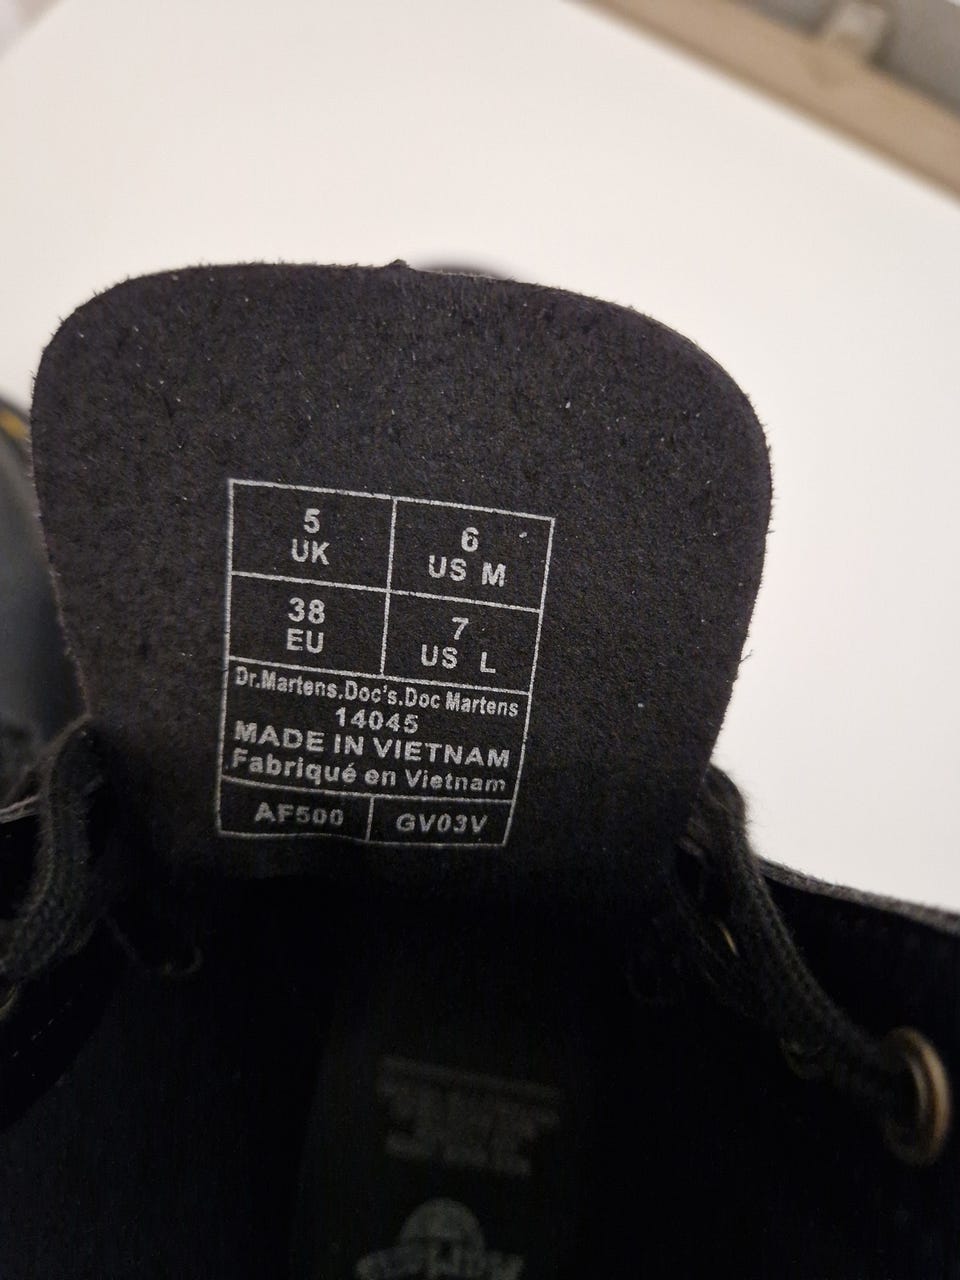 5
UK
6
US M
38
EU
7
US L
Dr.Martens.Doc's.Doc Martens
14045
MADE IN VIETNAM
Fabriqué en Vietnam
AF500
GV03V